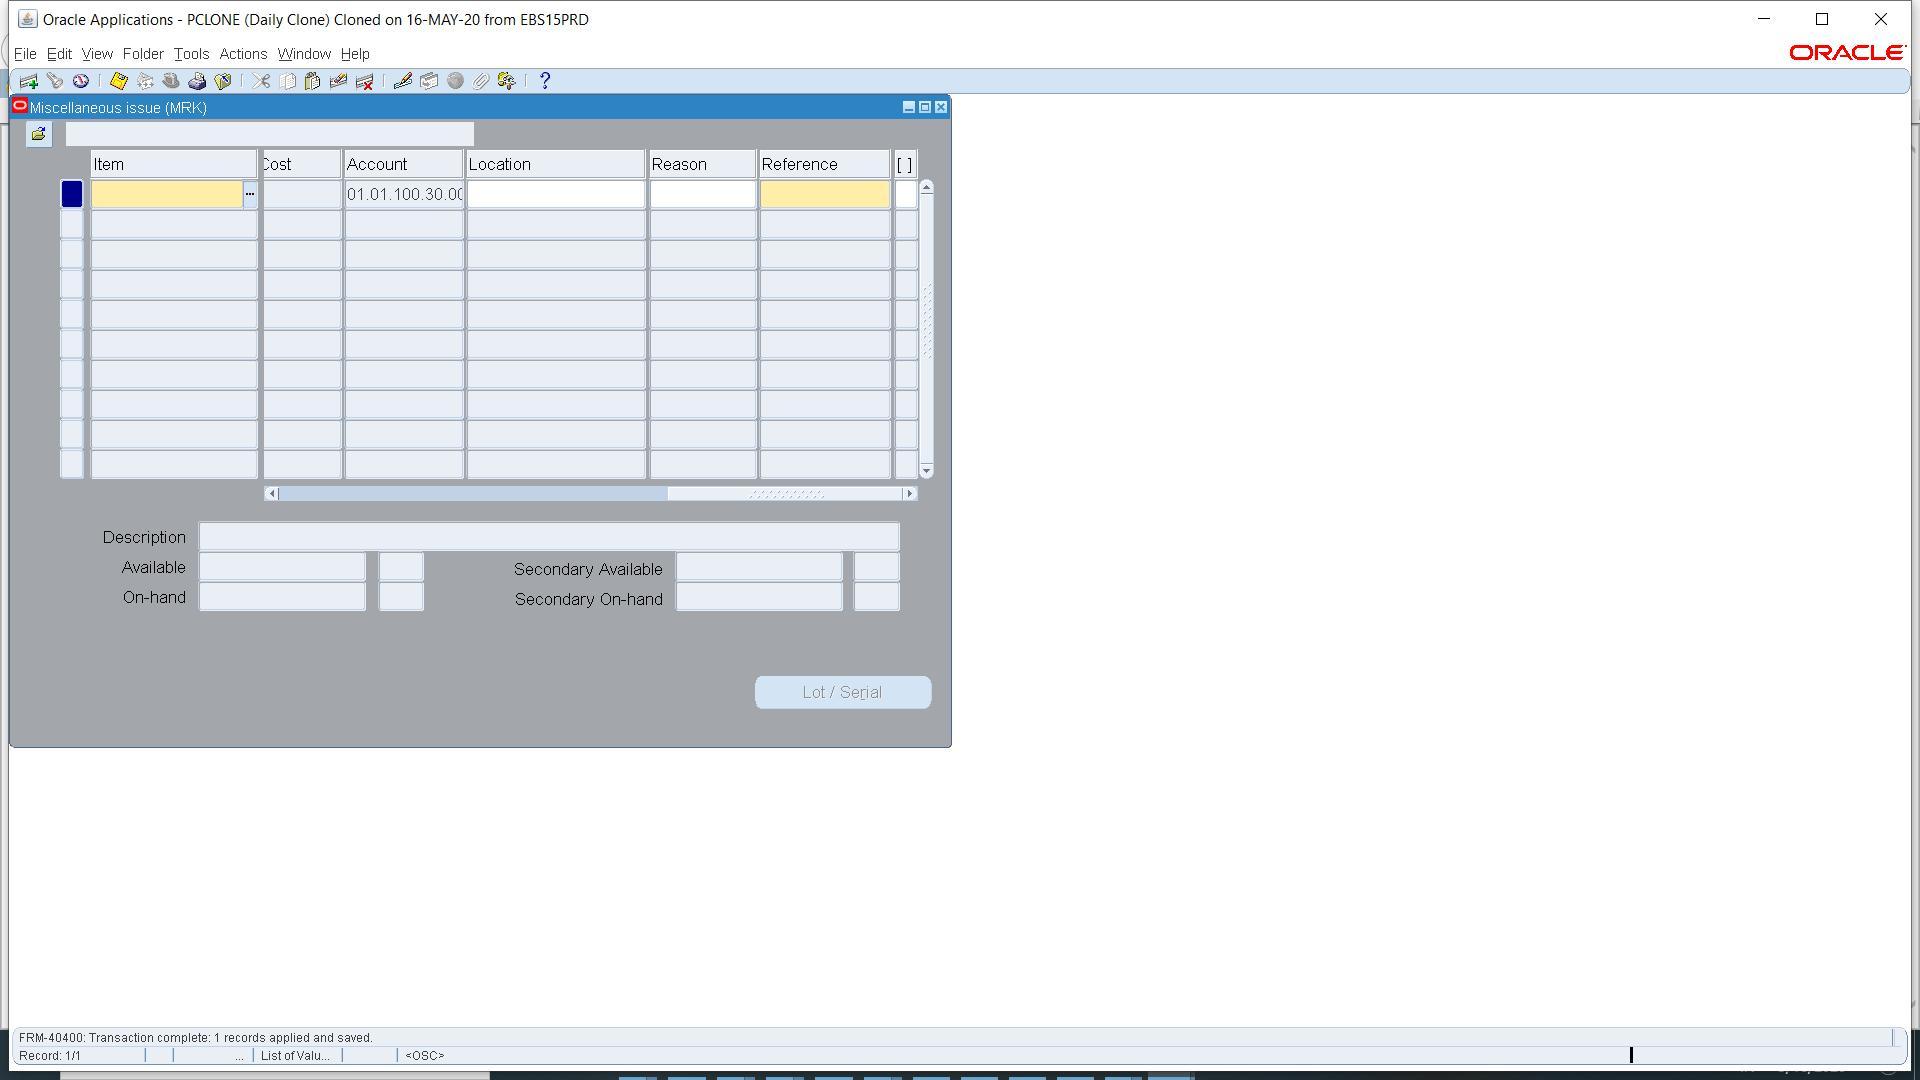 Oracle Applications - PCLONE (Daily Clone) Cloned on 16-MAY-20 from EBS15PRD
File Edit View Folder Tools Actions Window Help
ORACLE
Miscellaneous issue (MRK)
Item Cost Account Location Reason Reference [ ]
01.01.100.30.00
Description
Available
Secondary Available
On-hand
Secondary On-hand
Lot / Serial
FRM-40400: Transaction complete: 1 records applied and saved.
Record: 1/1 ... List of Valu... <OSC>